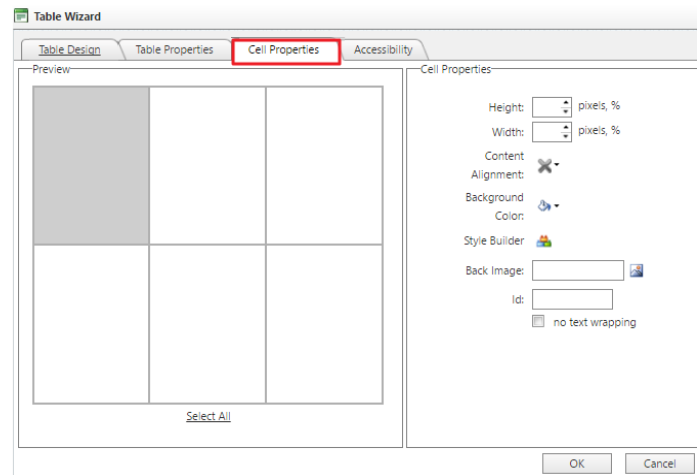 Table Wizard
Table Design Table Properties Cell Properties Accessibility
Preview
Select All
Cell Properties
Height: pixels, %
Width: pixels, %
Content
Alignment:
Background
Color:
Style Builder
Back Image:
Id:
no text wrapping
OK Cancel